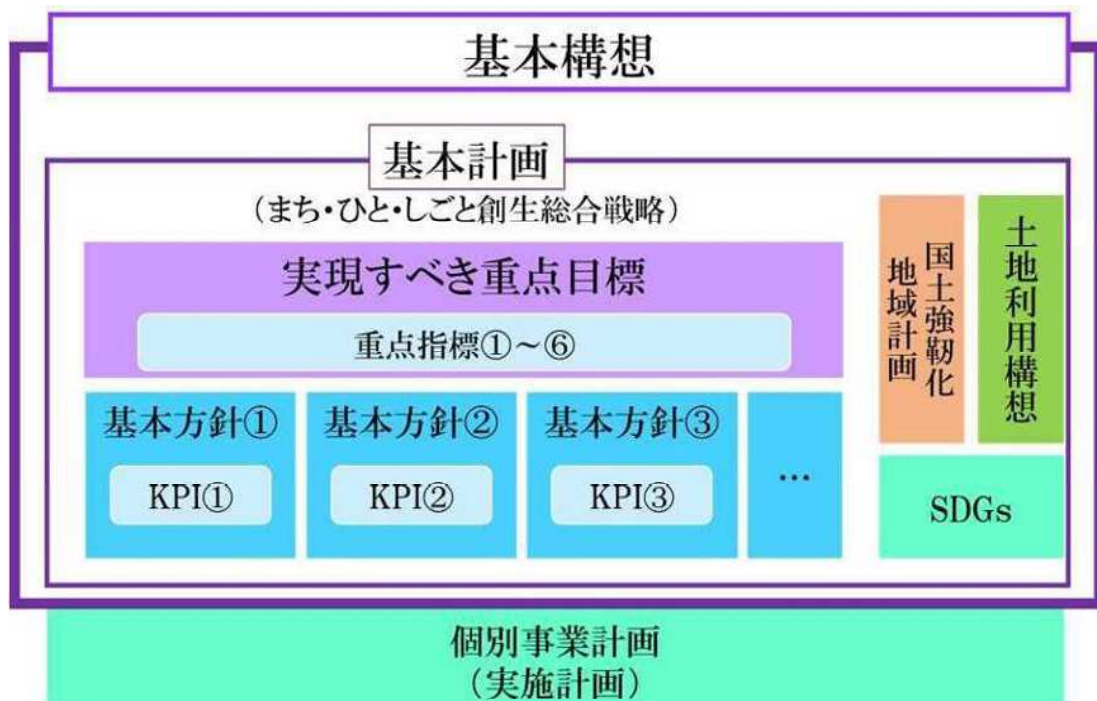 基本構想
基本計画
(まち・ひと・しごと創生総合戦略)
実現すべき重点目標
重点指標①～⑥
基本方針①
KPI①
基本方針②
KPI②
基本方針③
KPI③
…
国土強靭化
地域計画
土地利用構想
SDGs
個別事業計画
(実施計画)